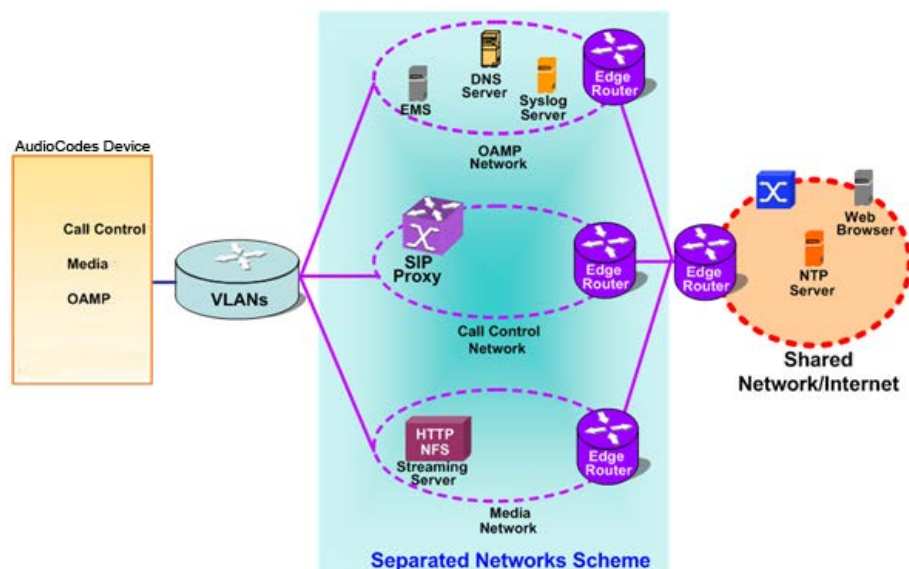 AudioCodes Device
Call Control
Media
OAMP
VLANs
EMS
DNS
Server
Syslog
Server
Edge
Router
OAMP
Network
SIP
Proxy
Edge
Router
Call Control
Network
HTTP
NFS
Streaming
Server
Edge
Router
Media
Network
Separated Networks Scheme
Edge
Router
Web
Browser
NTP
Server
Shared
Network/Internet